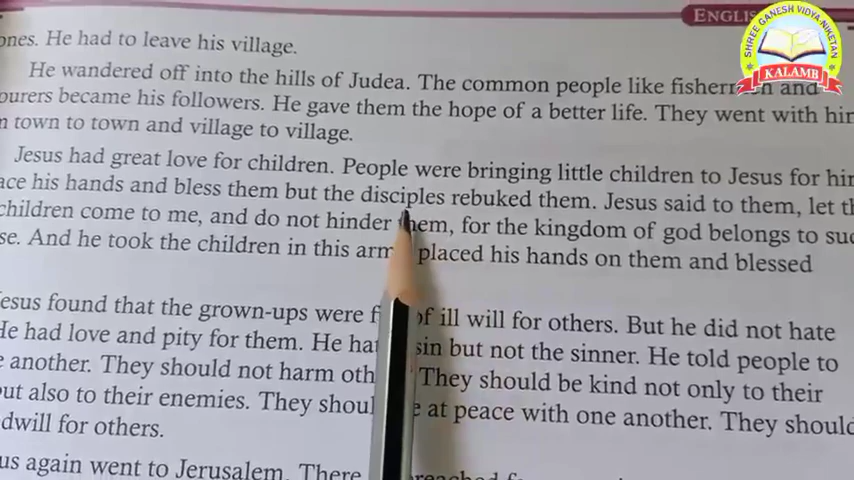 ENGLIS
SHREE GANESH VIDYA-NIKETAN
KALAMB
ones. He had to leave his village.
He wandered off into the hills of Judea. The common people like fisherm n and
ourers became his followers. He gave them the hope of a better life. They went with hir
n town to town and village to village.
Jesus had great love for children. People were bringing little children to Jesus for hir
ace his hands and bless them but the disciples rebuked them. Jesus said to them, let th
children come to me, and do not hinder them, for the kingdom of god belongs to suc
se. And he took the children in this arm placed his hands on them and blessed
esus found that the grown-ups were f of ill will for others. But he did not hate
He had love and pity for them. He hat sin but not the sinner. He told people to
e another. They should not harm oth They should be kind not only to their
out also to their enemies. They shoul e at peace with one another. They should
dwill for others.
us again went to Jerusalem. There